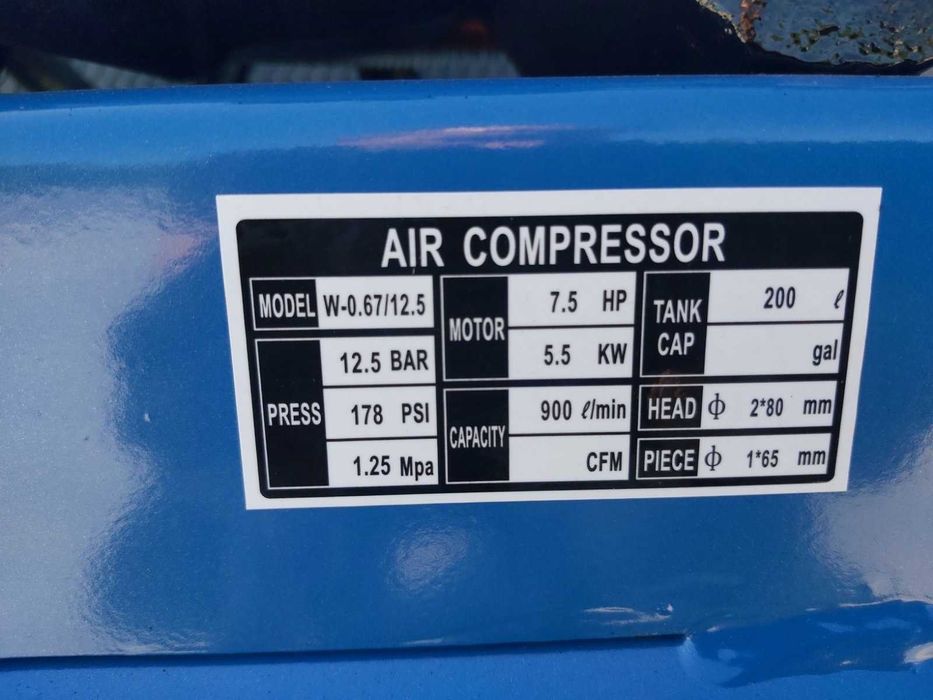 AIR COMPRESSOR
MODEL W-0.67/12.5
PRESS
12.5 BAR
178 PSI
1.25 Mpa
MOTOR
7.5 HP
5.5 KW
CAPACITY
900 ℓ/min
CFM
TANK CAP
200 ℓ
gal
HEAD ϕ 2*80 mm
PIECE ϕ 1*65 mm